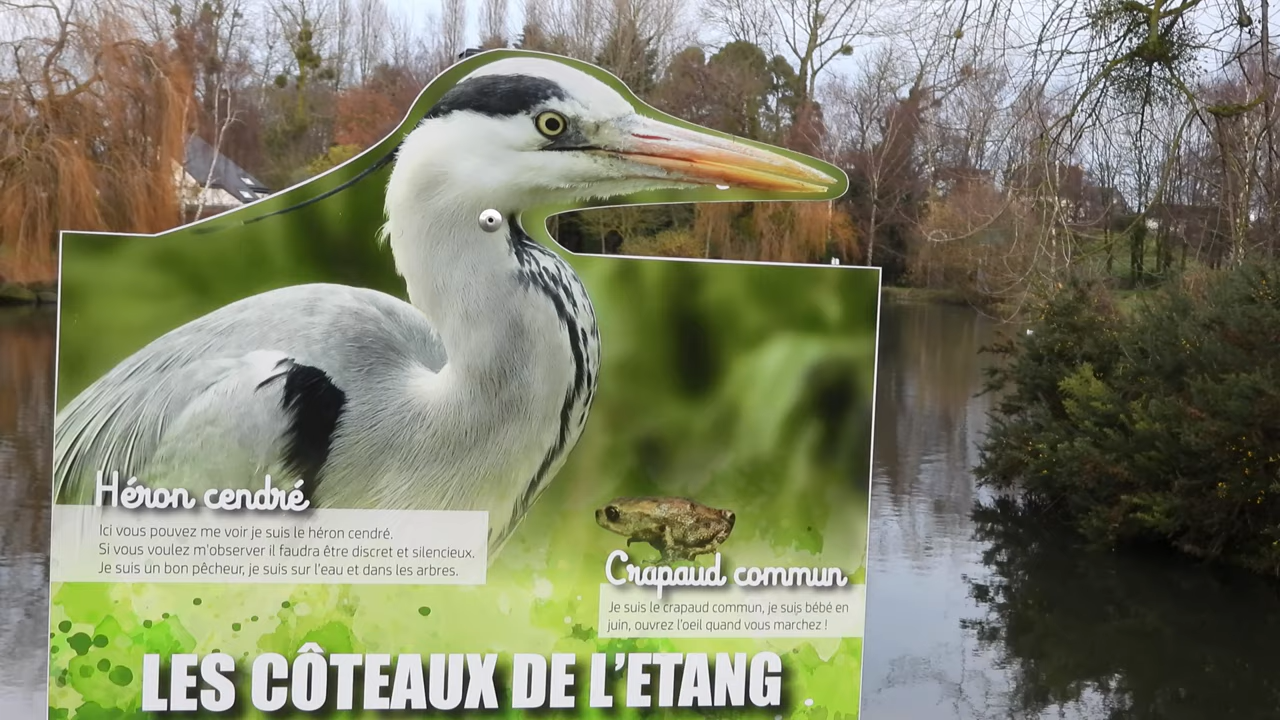 Héron cendré
Ici vous pouvez me voir je suis le héron cendré.
Si vous voulez m'observer il faudra être discret et silencieux.
Je suis un bon pêcheur, je suis sur l'eau et dans les arbres.
Crapaud commun
Je suis le crapaud commun, je suis bébé en
juin, ouvrez l'oeil quand vous marchez !
LES CÔTEAUX DE L'ETANG